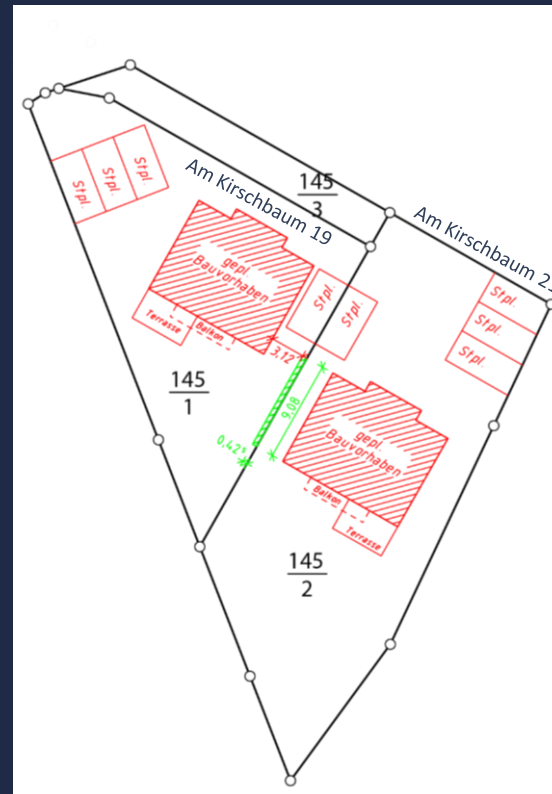 Am Kirschbaum 19
Am Kirschbaum 21
145
3
Stpl.
Stpl.
Stpl.
gepl.
Bauvorhaben
Terrasse
Balkon
Stpl.
Stpl.
3,12
Stpl.
Stpl.
Stpl.
145
1
9,08
0,42⁵
gepl.
Bauvorhaben
Balkon
Terrasse
145
2